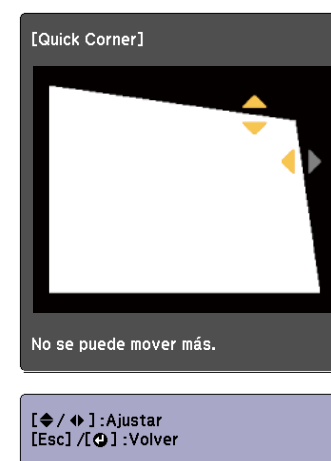 [Quick Corner]
No se puede mover más.
[ / ] :Ajustar
[Esc] /[ ] :Volver